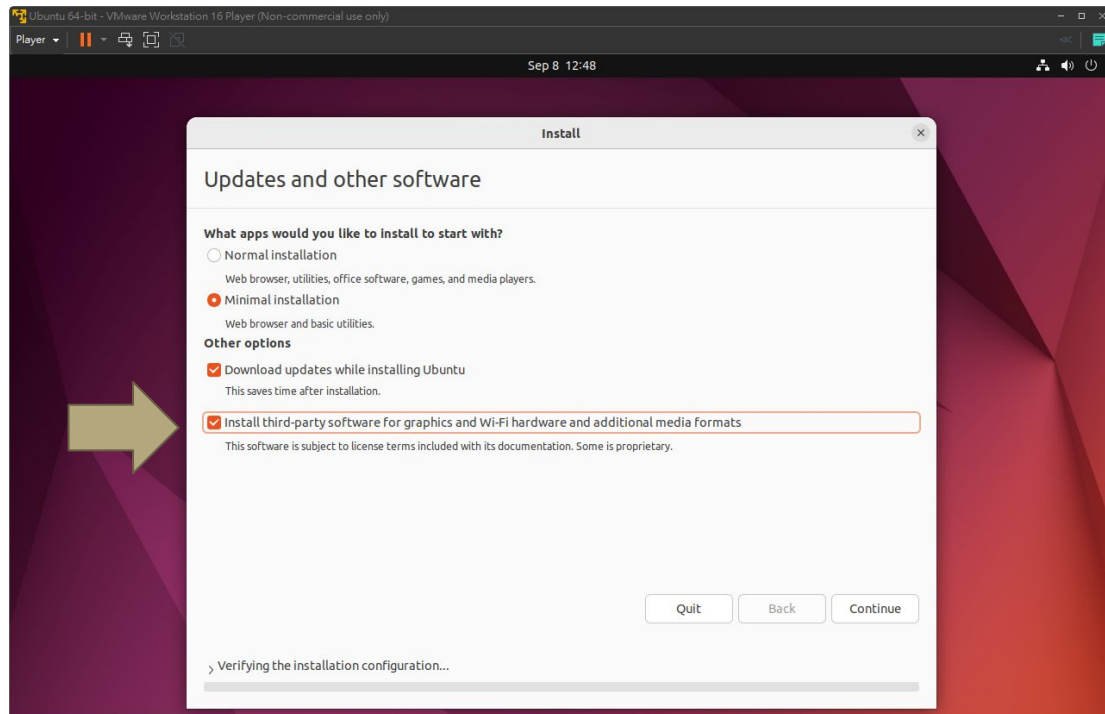 Ubuntu 64-bit - VMware Workstation 16 Player (Non-commercial use only)
Player
Sep 8 12:48
Install
Updates and other software
What apps would you like to install to start with?
Normal installation
Web browser, utilities, office software, games, and media players.
Minimal installation
Web browser and basic utilities.
Other options
Download updates while installing Ubuntu
This saves time after installation.
Install third-party software for graphics and Wi-Fi hardware and additional media formats
This software is subject to license terms included with its documentation. Some is proprietary.
Quit Back Continue
Verifying the installation configuration...